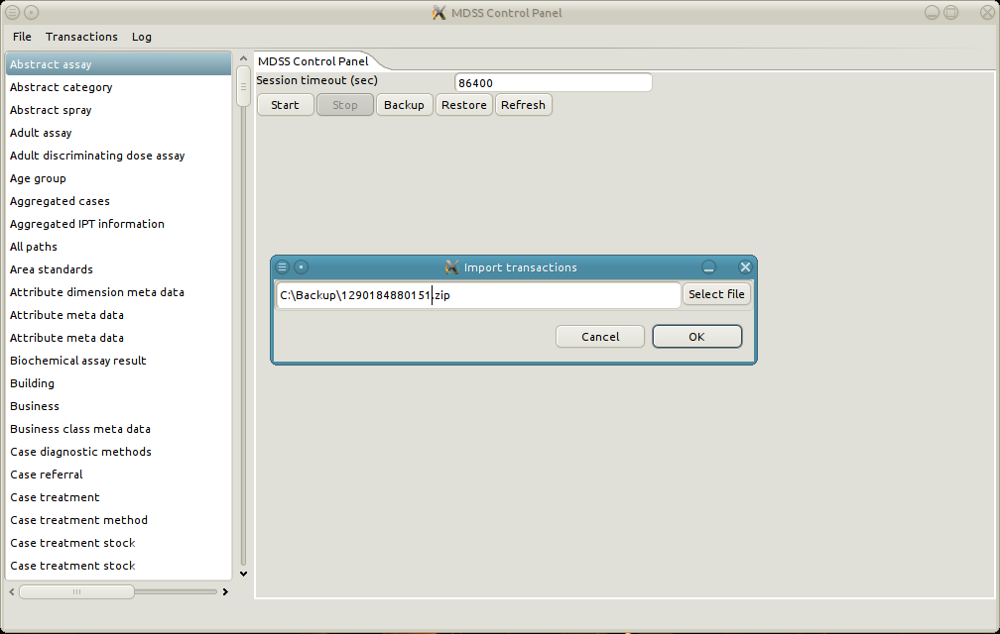 MDSS Control Panel
File Transactions Log
Abstract assay
Abstract category
Abstract spray
Adult assay
Adult discriminating dose assay
Age group
Aggregated cases
Aggregated IPT information
All paths
Area standards
Attribute dimension meta data
Attribute meta data
Attribute meta data
Biochemical assay result
Building
Business
Business class meta data
Case diagnostic methods
Case referral
Case treatment
Case treatment method
Case treatment stock
Case treatment stock
MDSS Control Panel
Session timeout (sec) 86400
Start Stop Backup Restore Refresh
Import transactions
C:\Backup\1290184880151.zip Select file
Cancel OK